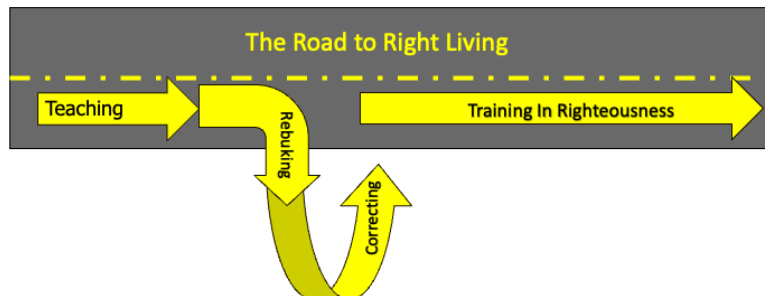 The Road to Right Living
Teaching
Rebuking
Correcting
Training In Righteousness